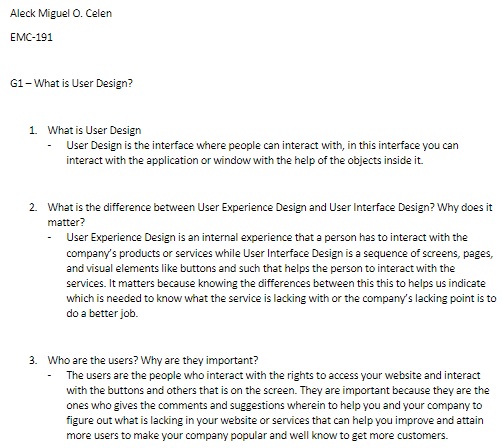 Aleck Miguel O. Celen
EMC-191
G1 – What is User Design?
1. What is User Design
- User Design is the interface where people can interact with, in this interface you can
interact with the application or window with the help of the objects inside it.
2. What is the difference between User Experience Design and User Interface Design? Why does it
matter?
- User Experience Design is an internal experience that a person has to interact with the
company's products or services while User Interface Design is a sequence of screens, pages,
and visual elements like buttons and such that helps the person to interact with the
services. It matters because knowing the differences between this this to helps us indicate
which is needed to know what the service is lacking with or the company's lacking point is to
do a better job.
3. Who are the users? Why are they important?
- The users are the people who interact with the rights to access your website and interact
with the buttons and others that is on the screen. They are important because they are the
ones who gives the comments and suggestions wherein to help you and your company to
figure out what is lacking in your website or services that can help you improve and attain
more users to make your company popular and well know to get more customers.